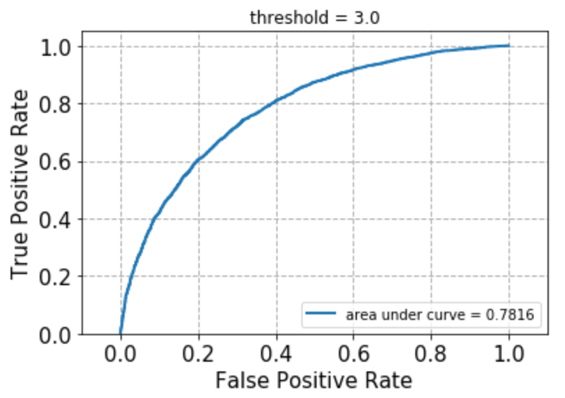 threshold = 3.0
True Positive Rate
1.0
0.8
0.6
0.4
0.2
0.0
area under curve = 0.7816
0.0 0.2 0.4 0.6 0.8 1.0
False Positive Rate